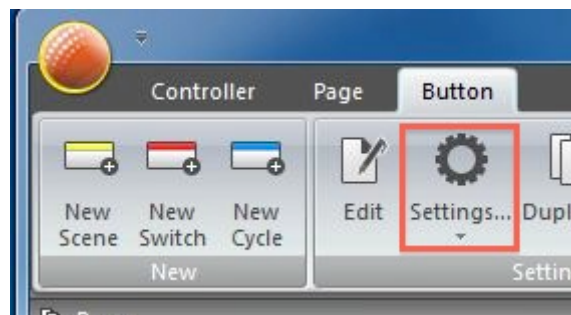 Controller Page Button
New Scene
New Switch
New Cycle
Edit
Settings...
New